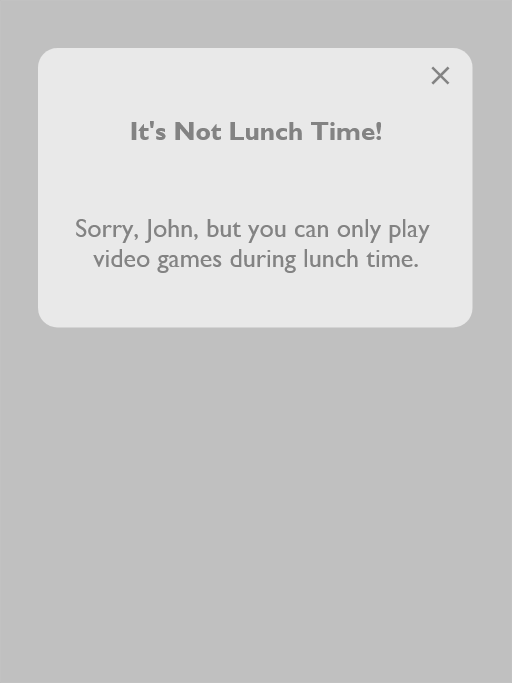 It's Not Lunch Time!
Sorry, John, but you can only play
video games during lunch time.